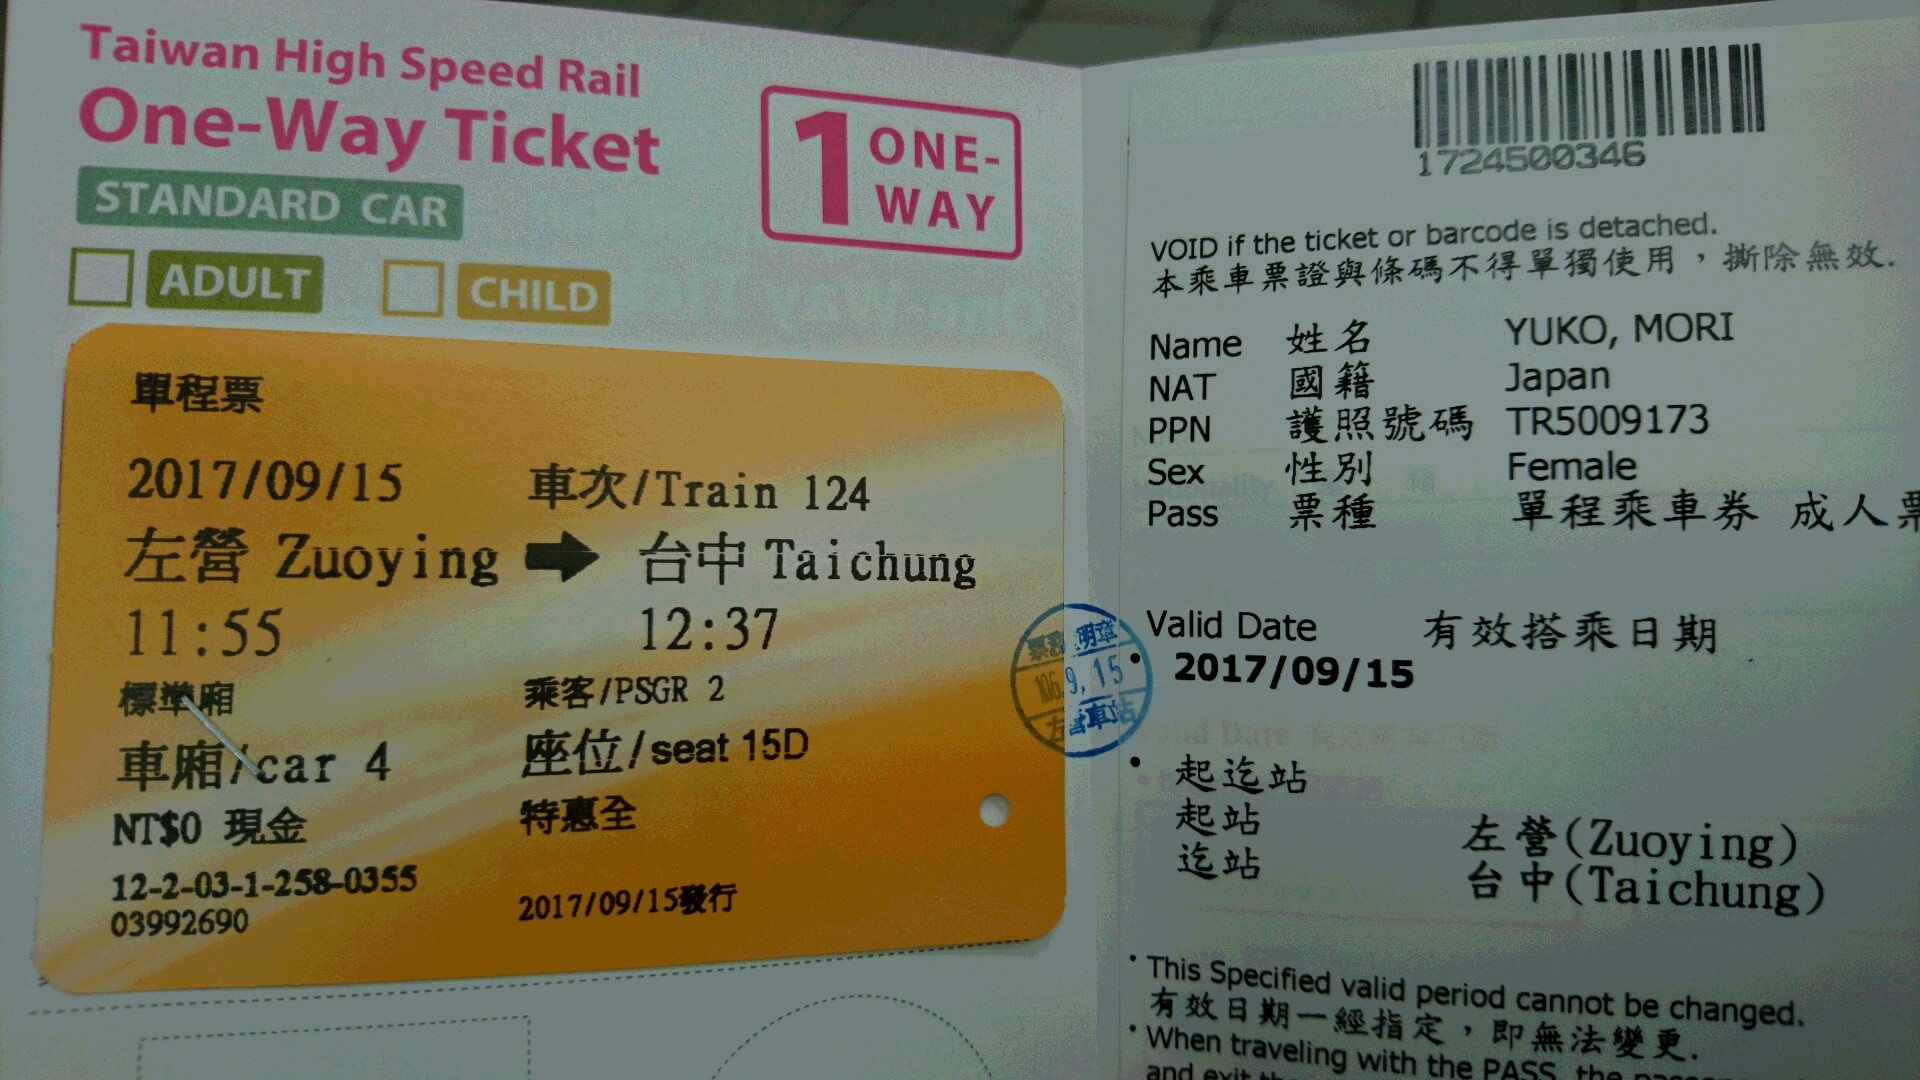 Taiwan High Speed Rail
One-Way Ticket
STANDARD CAR
ADULT CHILD
1 ONE-
WAY
單程票
2017/09/15 車次/Train 124
左營 Zuoying → 台中 Taichung
11:55 12:37
標準廂 乘客/PSGR 2
車廂/car 4 座位/seat 15D
NT$0 現金 特惠全
12-2-03-1-258-0355
03992690 2017/09/15發行
106.9.15
1724500346
VOID if the ticket or barcode is detached.
本乘車票證與條碼不得單獨使用，撕除無效.
Name 姓名 YUKO, MORI
NAT 國籍 Japan
PPN 護照號碼 TR5009173
Sex 性別 Female
Pass 票種 單程乘車券 成人票
Valid Date 有效搭乘日期
• 2017/09/15
• 起迄站
起站 左營(Zuoying)
迄站 台中(Taichung)
• This Specified valid period cannot be changed.
有效日期一經指定，即無法變更.
• When traveling with the PASS, the
and exit